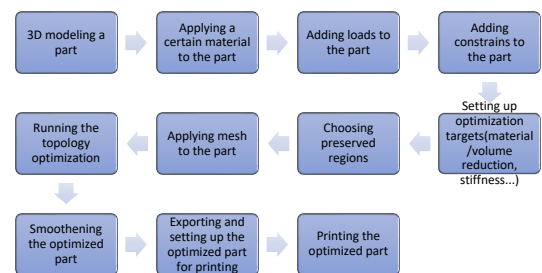 3D modeling a
part
Applying a
certain material
to the part
Adding loads to
the part
Adding
constrains to
the part
Setting up
optimization
targets(material
/volume
reduction,
stiffness...)
Choosing
preserved
regions
Applying mesh
to the part
Running the
topology
optimization
Smoothening
the optimized
part
Exporting and
setting up the
optimized part
for printing
Printing the
optimized part